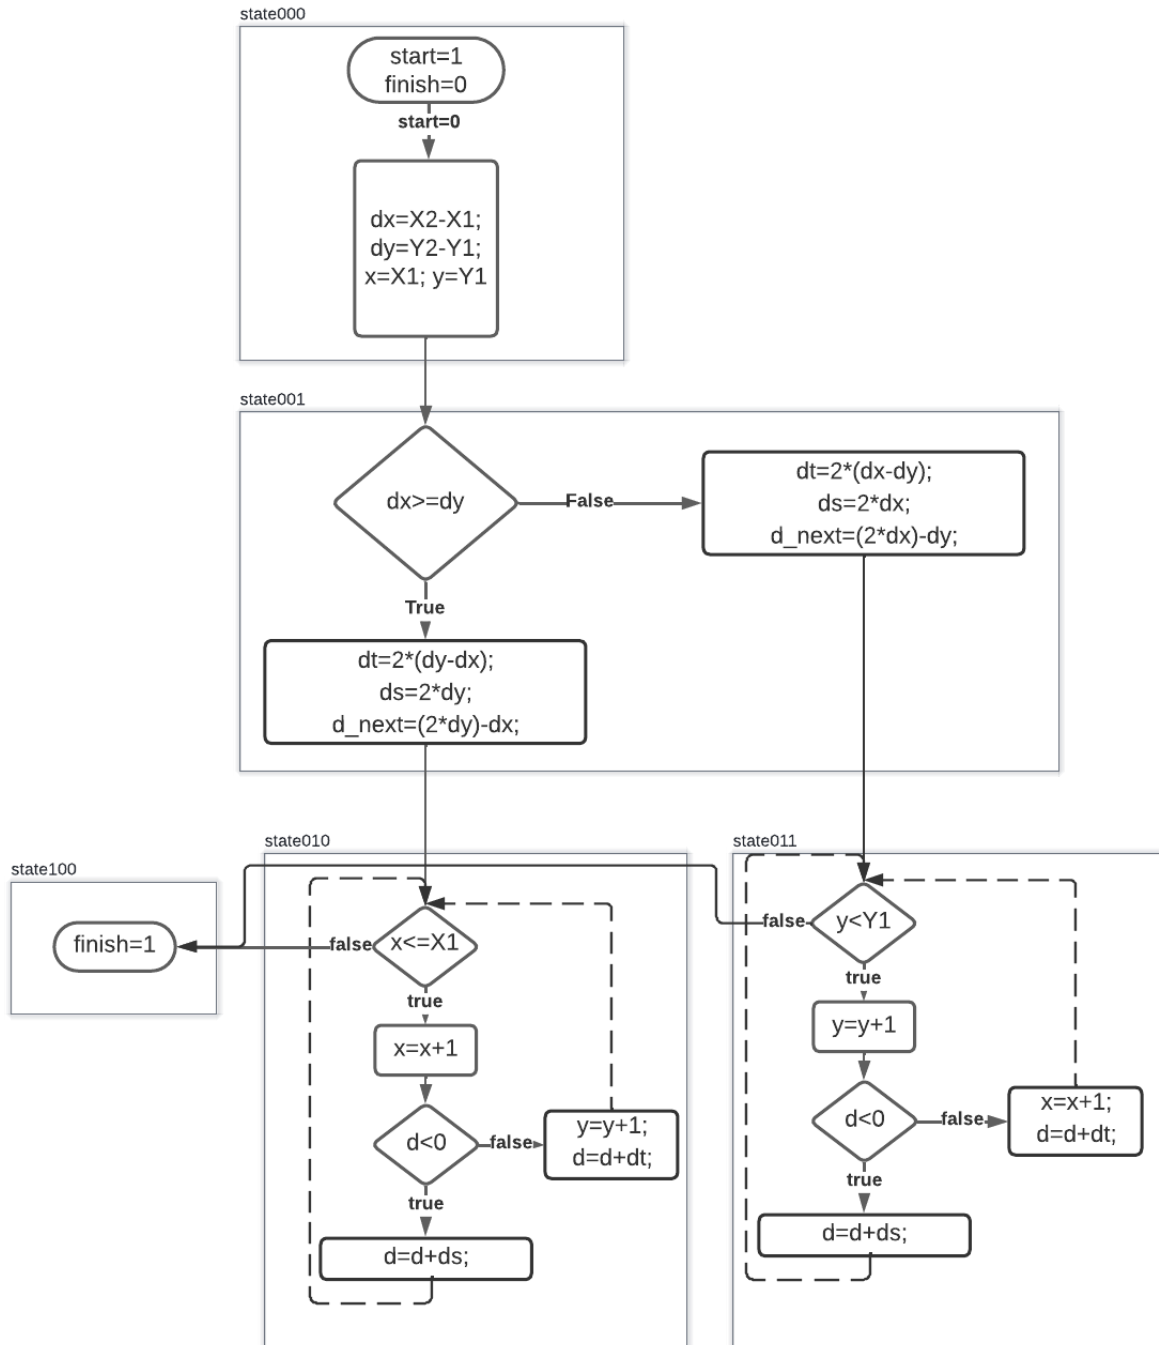 state000
start=1
finish=0
start=0
dx=X2-X1;
dy=Y2-Y1;
x=X1; y=Y1
state001
dx>=dy
False
dt=2*(dx-dy);
ds=2*dx;
d_next=(2*dx)-dy;
True
dt=2*(dy-dx);
ds=2*dy;
d_next=(2*dy)-dx;
state100
finish=1
state010
false
x<=X1
true
x=x+1
d<0
false
y=y+1;
d=d+dt;
true
d=d+ds;
state011
false
y<Y1
true
y=y+1
d<0
false
x=x+1;
d=d+dt;
true
d=d+ds;